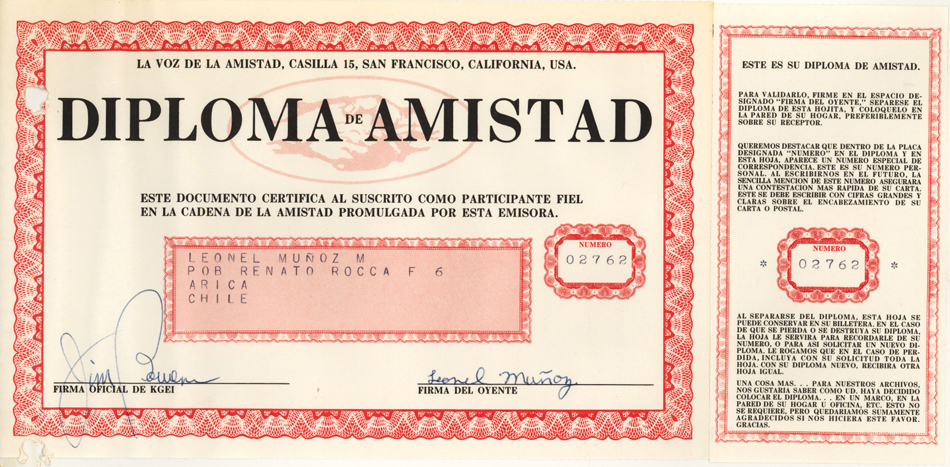 LA VOZ DE LA AMISTAD, CASILLA 15, SAN FRANCISCO, CALIFORNIA, USA.
DIPLOMA DE AMISTAD
ESTE DOCUMENTO CERTIFICA AL SUSCRITO COMO PARTICIPANTE FIEL
EN LA CADENA DE LA AMISTAD PROMULGADA POR ESTA EMISORA.
LEONEL MUÑOZ M
POB RENATO ROCCA F 6
ARICA
CHILE
NUMERO
02762
Jim Bowman
FIRMA OFICIAL DE KGEI
Leonel Muñoz
FIRMA DEL OYENTE
ESTE ES SU DIPLOMA DE AMISTAD.
PARA VALIDARLO, FIRME EN EL ESPACIO DE-
SIGNADO "FIRMA DEL OYENTE," SEPARESE EL
DIPLOMA DE ESTA HOJITA, Y COLOQUELO EN
LA PARED DE SU HOGAR, PREFERIBLEMENTE
SOBRE SU RECEPTOR.
QUEREMOS DESTACAR QUE DENTRO DE LA PLACA
DESIGNADA "NUMERO" EN EL DIPLOMA Y EN
ESTA HOJA, APARECE UN NUMERO ESPECIAL DE
CORRESPONDENCIA. ESTE ES SU NUMERO PER-
SONAL. AL ESCRIBIRNOS EN EL FUTURO, LA
SENCILLA MENCION DE ESTE NUMERO ASEGURARA
UNA CONTESTACION MAS RAPIDA DE SU CARTA.
ESTE SE DEBE ESCRIBIR CON CIFRAS GRANDES Y
CLARAS SOBRE EL ENCABEZAMIENTO DE SU
CARTA O POSTAL.
NUMERO
* 02762 *
AL SEPARARSE DEL DIPLOMA, ESTA HOJA SE
PUEDE CONSERVAR EN SU BILLETERA. EN EL CASO
DE QUE SE PIERDA O SE DESTRUYA SU DIPLOMA,
LA HOJA LE SERVIRA PARA RECORDARLE DE SU
NUMERO, O PARA ASI SOLICITAR UN NUEVO DI-
PLOMA. LE ROGAMOS QUE EN EL CASO DE PER-
DIDA, INCLUYA CON SU SOLICITUD TODA LA
HOJA. CON SU DIPLOMA NUEVO, RECIBIRA OTRA
HOJA IGUAL.
UNA COSA MAS. . . PARA NUESTROS ARCHIVOS,
NOS GUSTARIA SABER COMO UD. HAYA DECIDIDO
COLOCAR EL DIPLOMA. . . EN UN MARCO, EN LA
PARED DE SU HOGAR U OFICINA, ETC. ESTO NO
SE REQUIERE, PERO QUEDARIAMOS SUMAMENTE
AGRADECIDOS SI NOS HICIERA ESTE FAVOR.
GRACIAS.